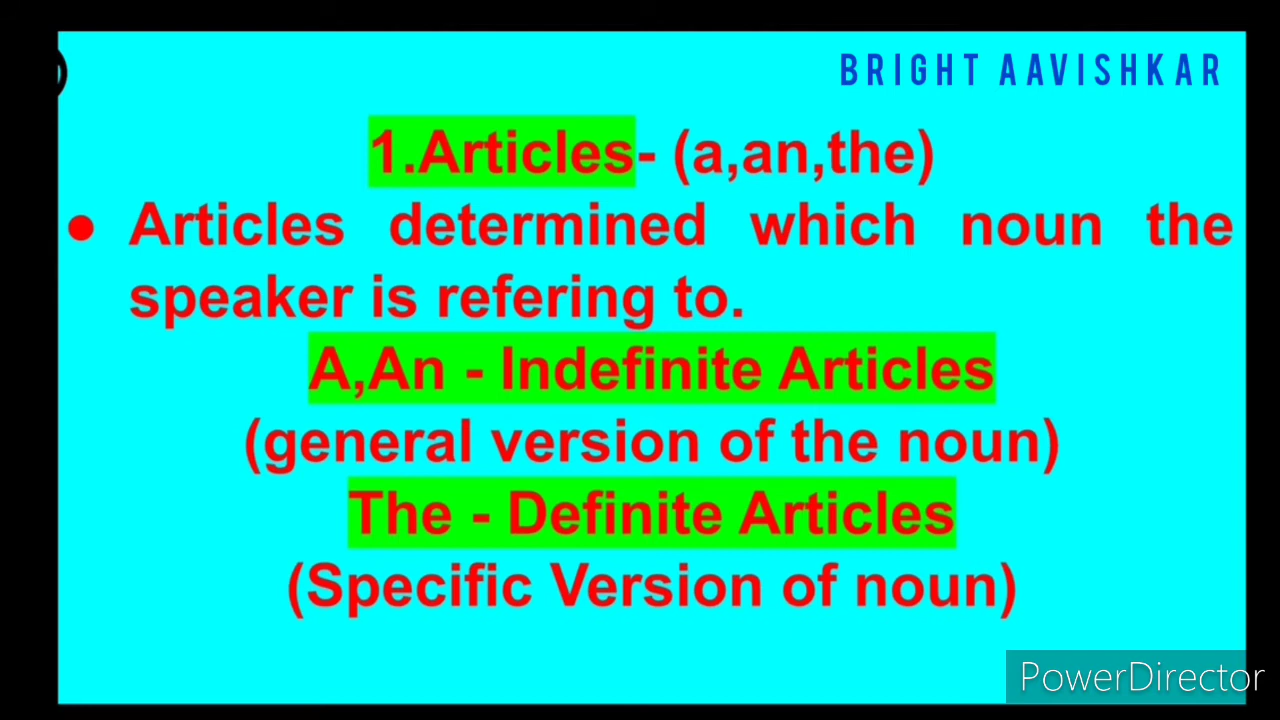 BRIGHT AAVISHKAR
1.Articles- (a,an,the)
● Articles determined which noun the
speaker is refering to.
A,An - Indefinite Articles
(general version of the noun)
The - Definite Articles
(Specific Version of noun)
PowerDirector